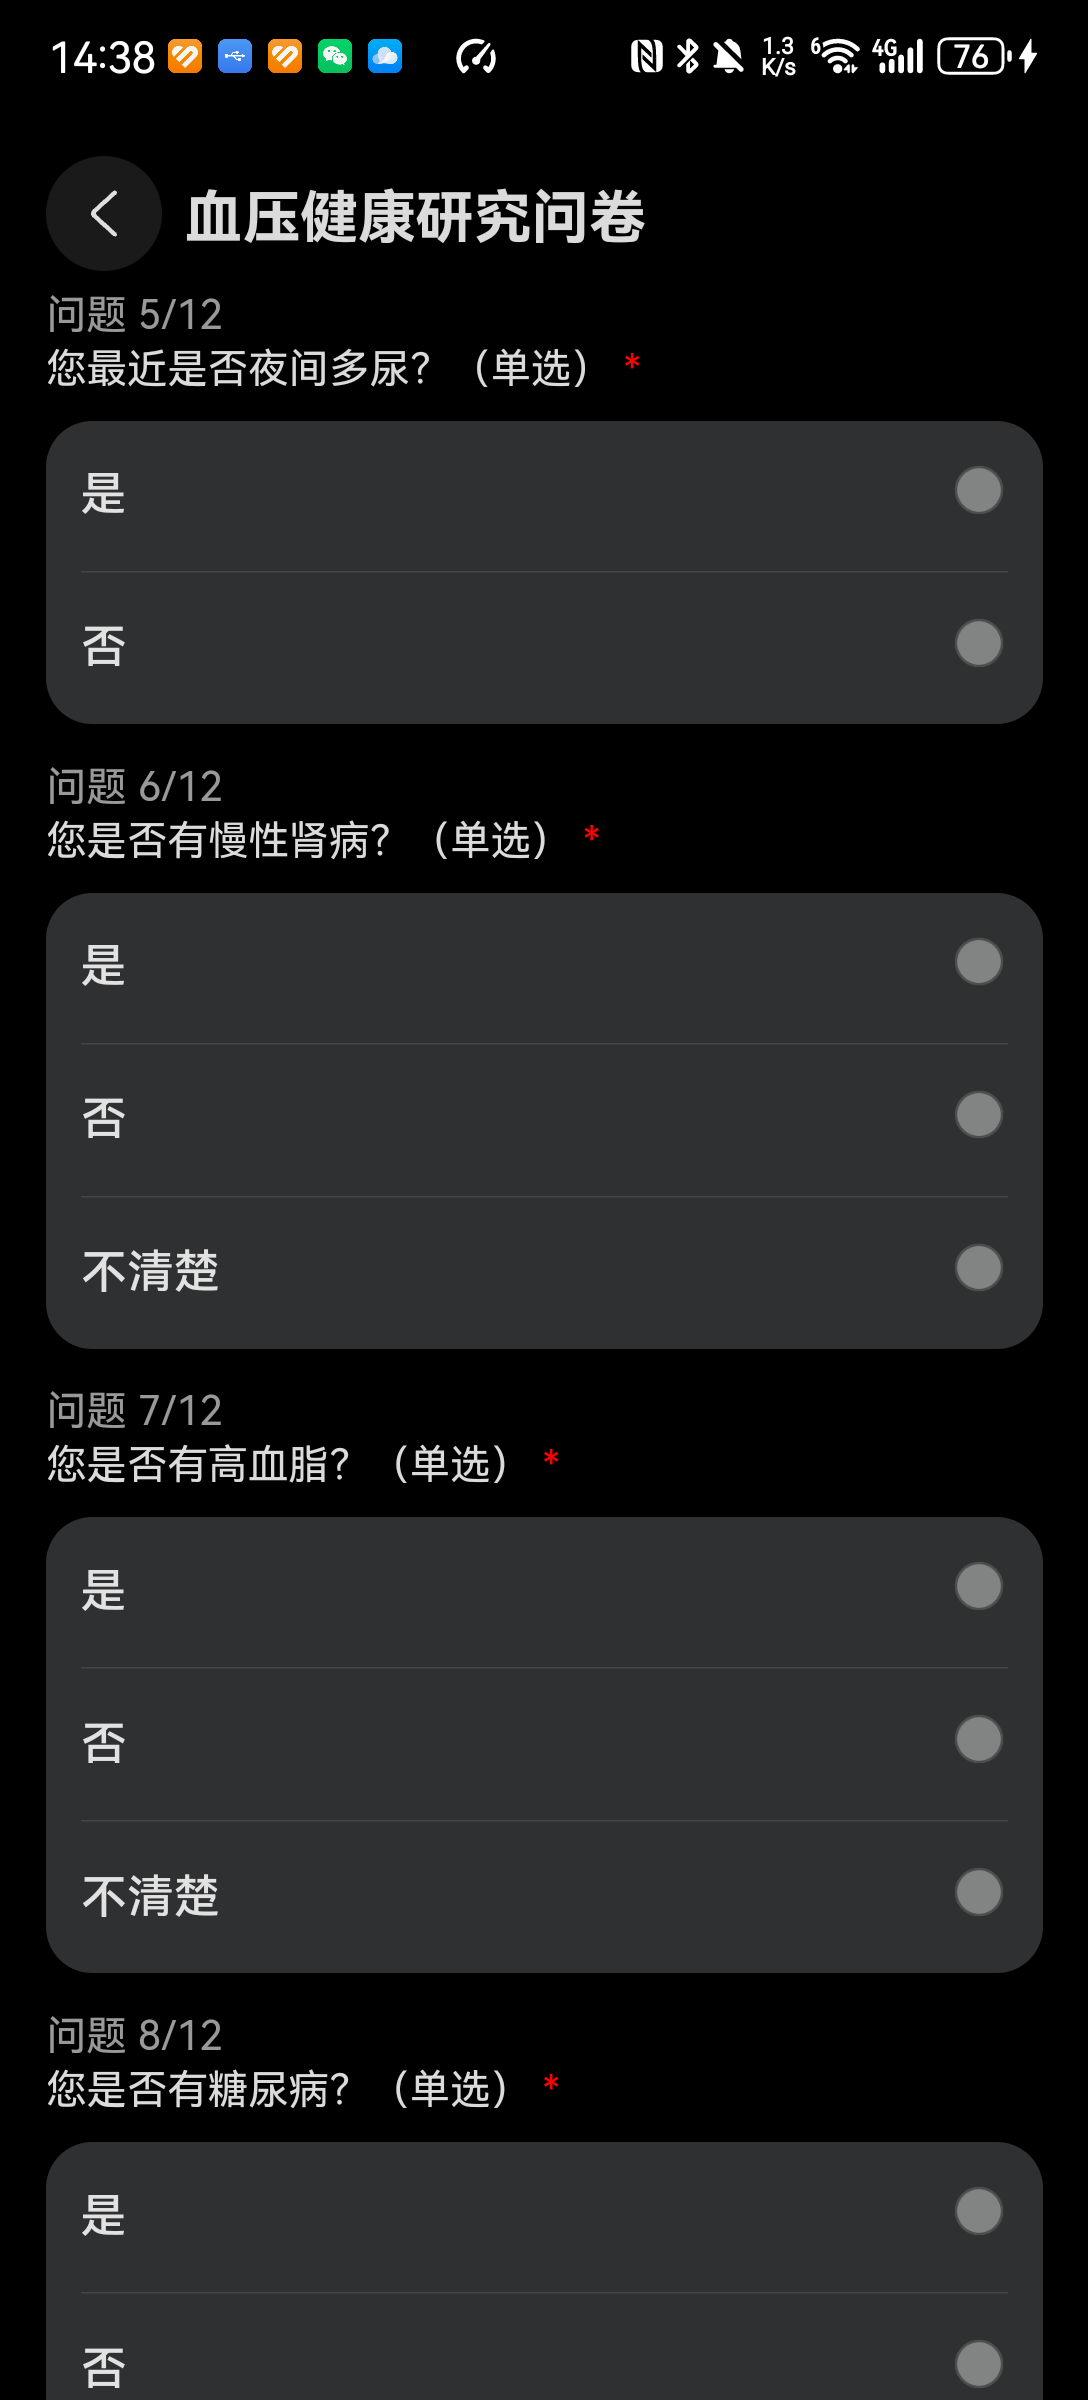 14:38
1.3 K/s
6
4G
76
血压健康研究问卷
问题 5/12
您最近是否夜间多尿？（单选） *
是
否
问题 6/12
您是否有慢性肾病？（单选） *
是
否
不清楚
问题 7/12
您是否有高血脂？（单选） *
是
否
不清楚
问题 8/12
您是否有糖尿病？（单选） *
是
否